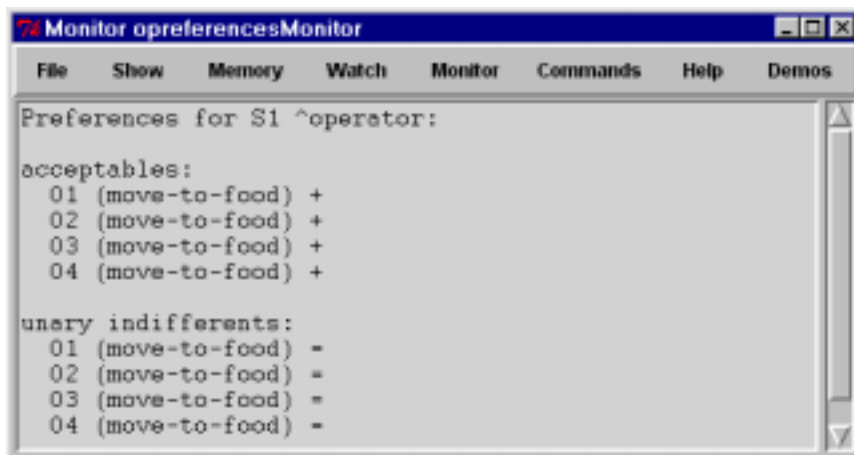 Monitor opreferencesMonitor
File Show Memory Watch Monitor Commands Help Demos
Preferences for S1 ^operator:
acceptables:
O1 (move-to-food) +
O2 (move-to-food) +
O3 (move-to-food) +
O4 (move-to-food) +
unary indifferents:
O1 (move-to-food) =
O2 (move-to-food) =
O3 (move-to-food) =
O4 (move-to-food) =